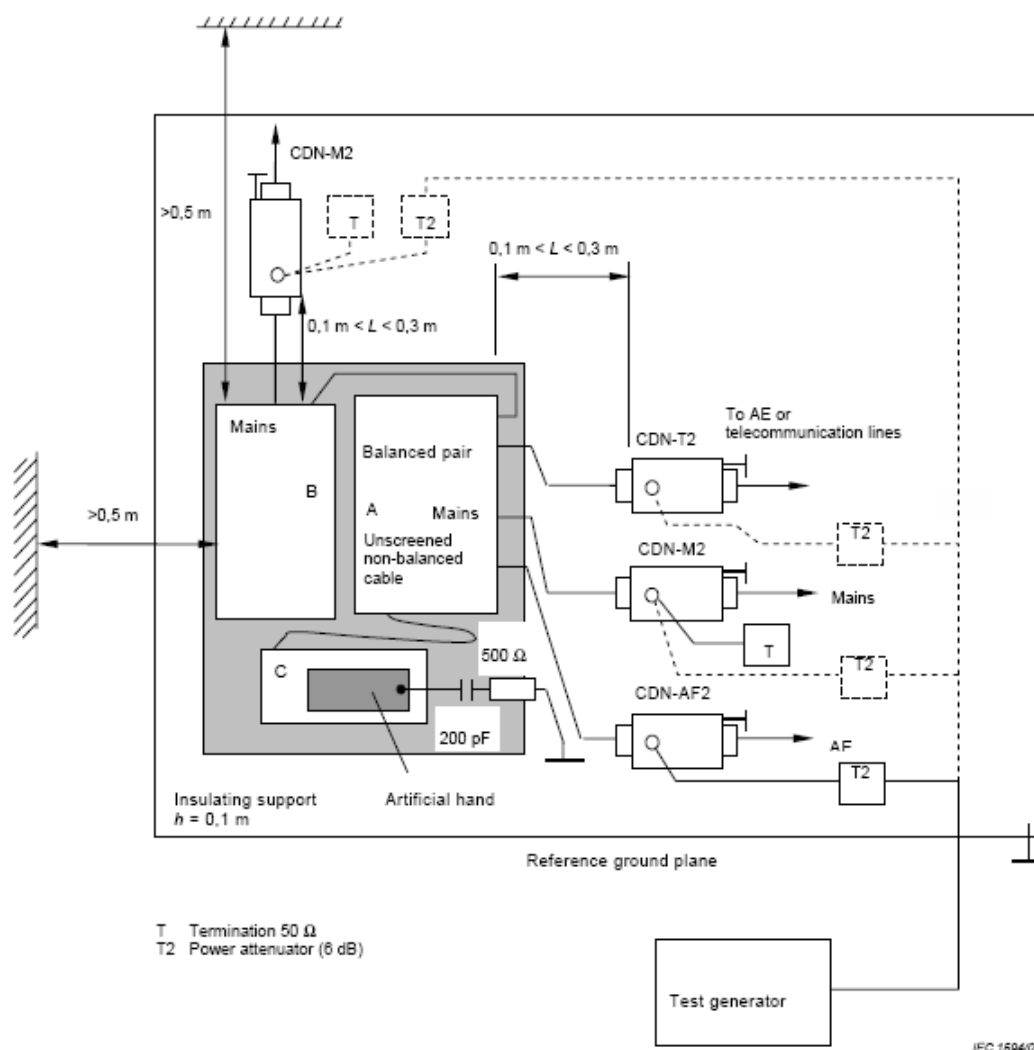 CDN-M2
>0,5 m
T
T2
0,1 m < L < 0,3 m
0,1 m < L < 0,3 m
Mains
Balanced pair
B
A
Mains
Unscreened
non-balanced
cable
>0,5 m
CDN-T2
To AE or
telecommunication lines
T2
CDN-M2
Mains
T
T2
C
500 Ω
200 pF
CDN-AF2
T2
Insulating support
h = 0,1 m
Artificial hand
Reference ground plane
T Termination 50 Ω
T2 Power attenuator (6 dB)
Test generator